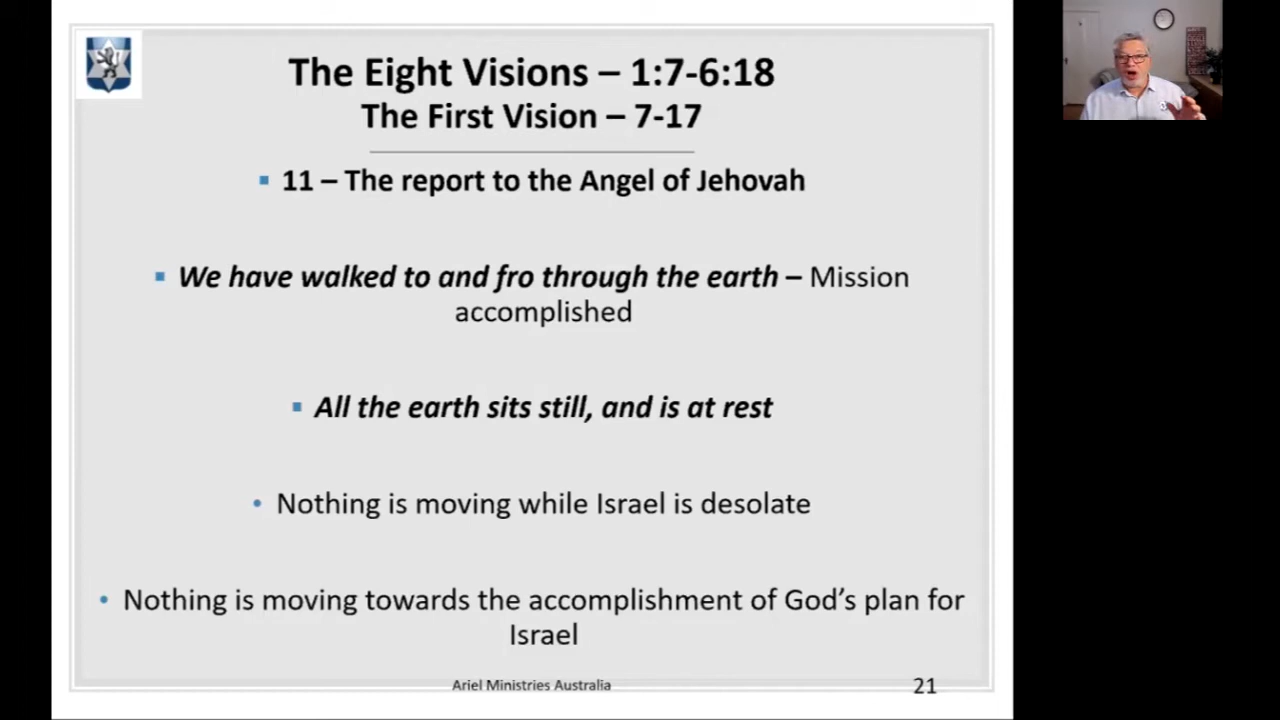 The Eight Visions – 1:7-6:18
The First Vision – 7-17
▪ 11 – The report to the Angel of Jehovah
▪ We have walked to and fro through the earth – Mission
accomplished
▪ All the earth sits still, and is at rest
• Nothing is moving while Israel is desolate
• Nothing is moving towards the accomplishment of God’s plan for
Israel
Ariel Ministries Australia
21